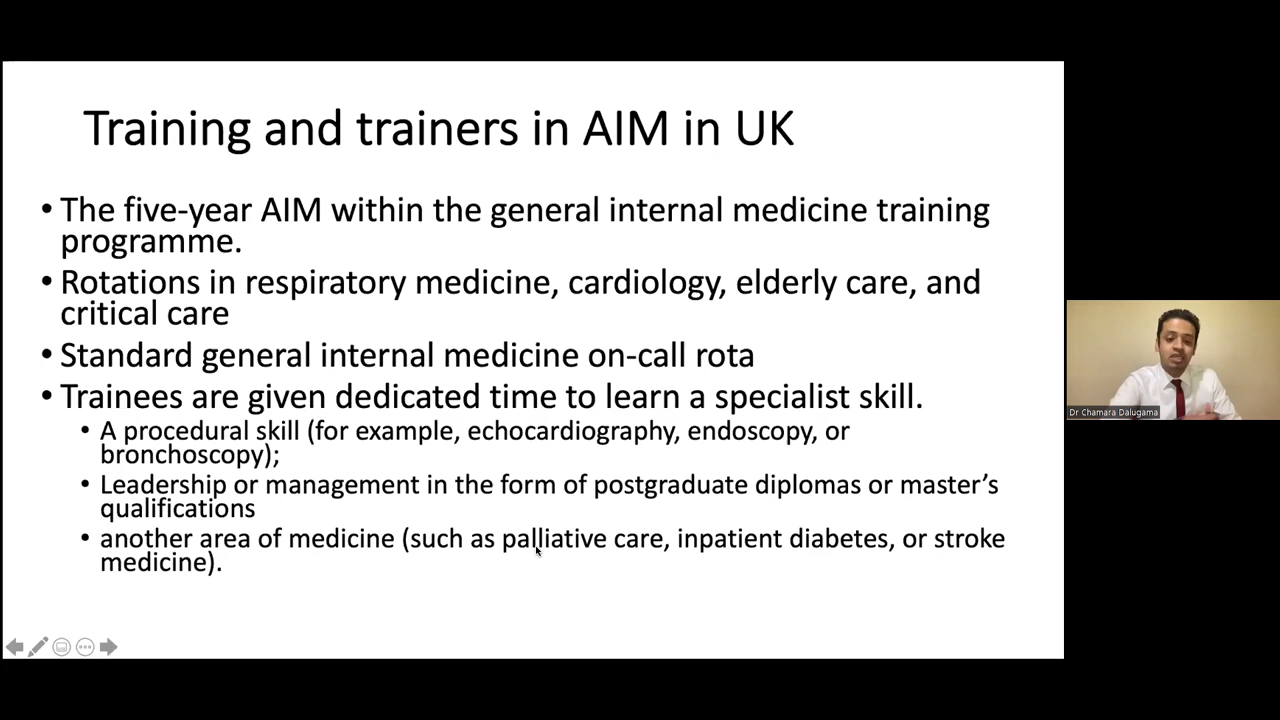 Training and trainers in AIM in UK
• The five-year AIM within the general internal medicine training
programme.
• Rotations in respiratory medicine, cardiology, elderly care, and
critical care
• Standard general internal medicine on-call rota
• Trainees are given dedicated time to learn a specialist skill.
• A procedural skill (for example, echocardiography, endoscopy, or
bronchoscopy);
• Leadership or management in the form of postgraduate diplomas or master’s
qualifications
• another area of medicine (such as palliative care, inpatient diabetes, or stroke
medicine).
Dr Chamara Dalugama